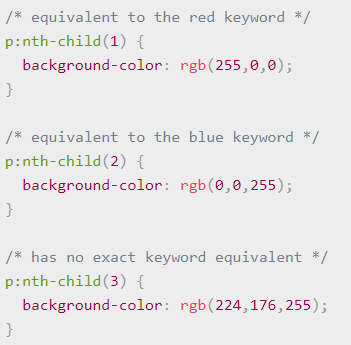 /* equivalent to the red keyword */
p:nth-child(1) {
  background-color: rgb(255,0,0);
}
/* equivalent to the blue keyword */
p:nth-child(2) {
  background-color: rgb(0,0,255);
}
/* has no exact keyword equivalent */
p:nth-child(3) {
  background-color: rgb(224,176,255);
}